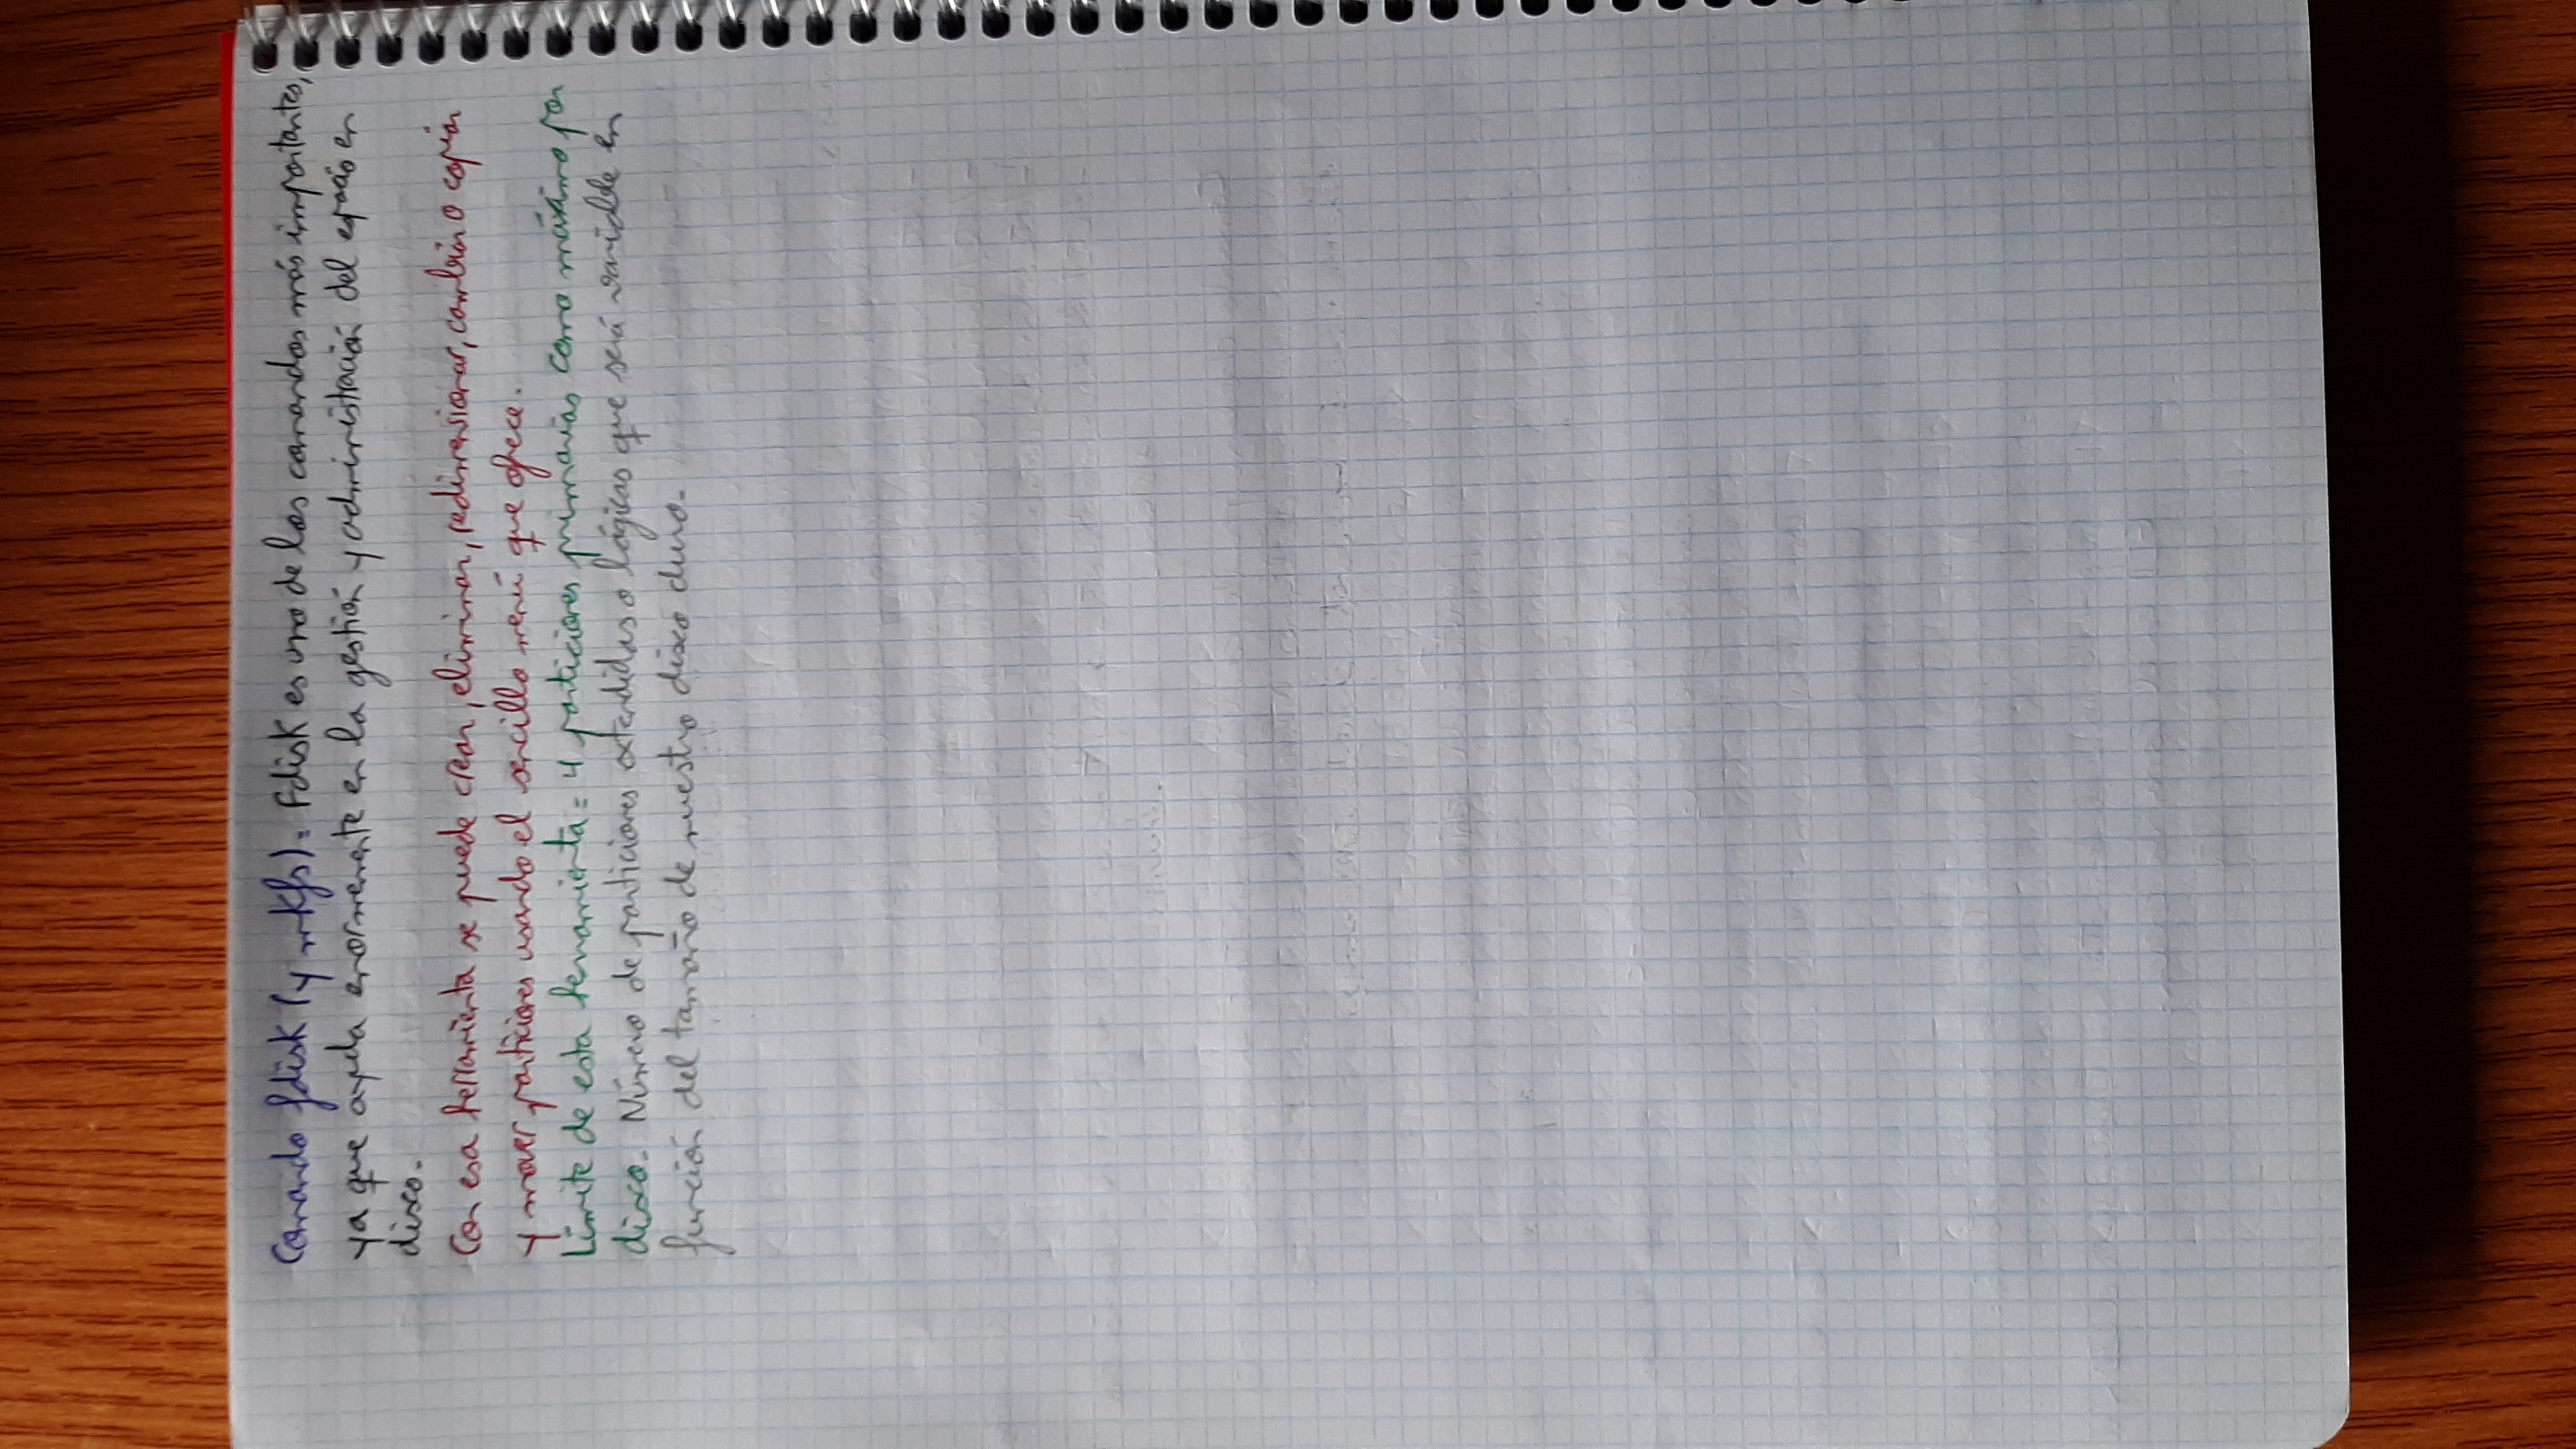 Comando fdisk (y mkfs): Fdisk es uno de los comandos más importantes,
ya que ayuda enormemente en la gestión y administración del espacio en
disco.
Con esa herramienta se puede crear, eliminar, redimensionar, cambiar o copiar
y mover particiones usando el sencillo menú que ofrece.
Límite de esta herramienta = 4 particiones primarias como máximo por
disco. Número de particiones extendidas o lógicas que será variable en
función del tamaño de nuestro disco duro.